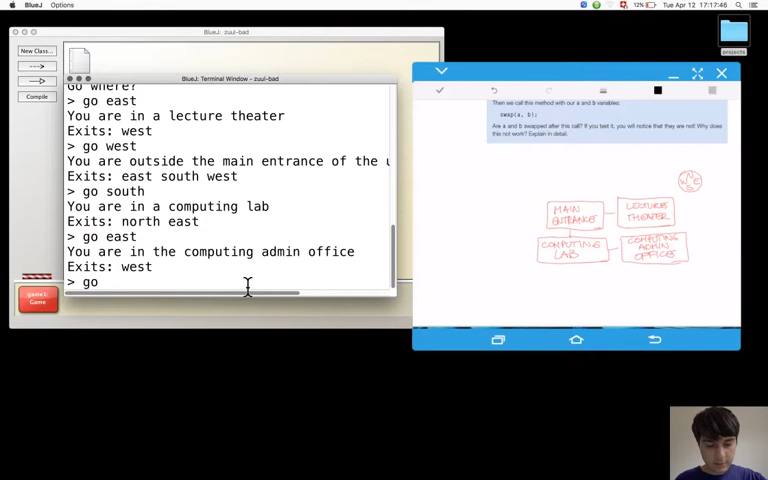 BlueJ Options
12%
Tue Apr 12 17:17:46
BlueJ: zuul-bad
New Class...
Compile
BlueJ: Terminal Window - zuul-bad
Go where?
> go east
You are in a lecture theater
Exits: west
> go west
You are outside the main entrance of the u
Exits: east south west
> go south
You are in a computing lab
Exits: north east
> go east
You are in the computing admin office
Exits: west
> go
game1:
Game
projects
Then we call this method with our a and b variables:
swap(a, b);
Are a and b swapped after this call? If you test it, you will notice that they are not! Why does
this not work? Explain in detail.
N
W E
S
MAIN
ENTRANCE
LECTURE
THEATER
COMPUTING
LAB
COMPUTING
ADMIN
OFFICE